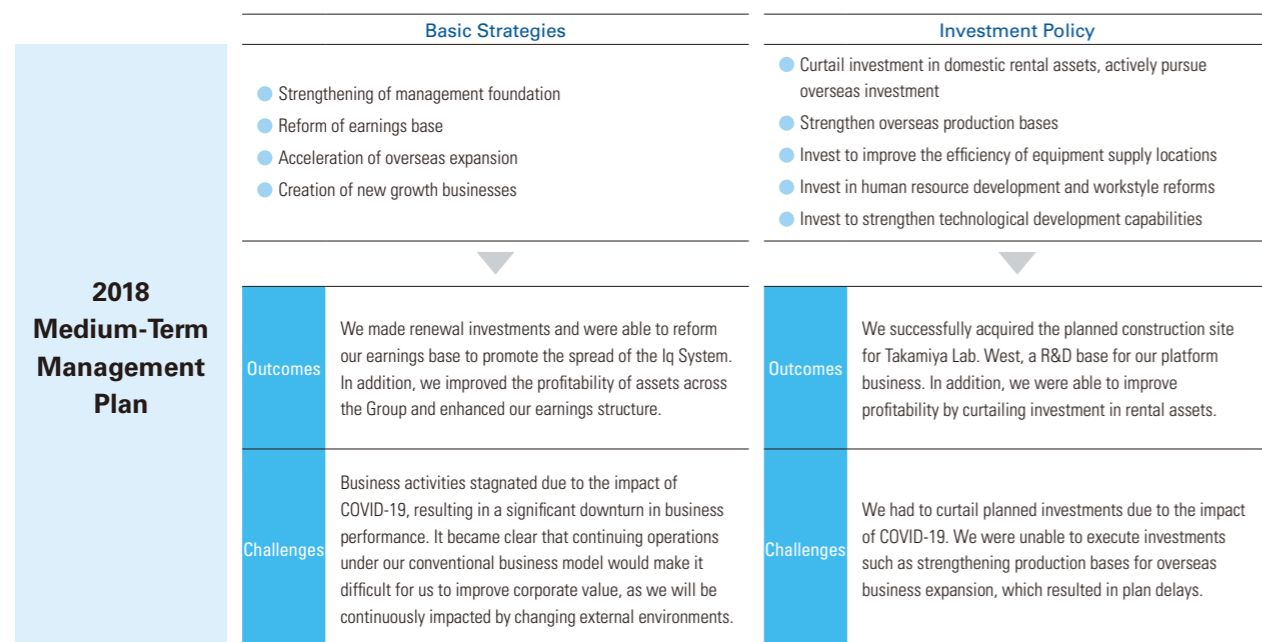 2018
Medium-Term
Management
Plan
Basic Strategies
Strengthening of management foundation
Reform of earnings base
Acceleration of overseas expansion
Creation of new growth businesses
Outcomes
We made renewal investments and were able to reform
our earnings base to promote the spread of the Iq System.
In addition, we improved the profitability of assets across
the Group and enhanced our earnings structure.
Challenges
Business activities stagnated due to the impact of
COVID-19, resulting in a significant downturn in business
performance. It became clear that continuing operations
under our conventional business model would make it
difficult for us to improve corporate value, as we will be
continuously impacted by changing external environments.
Investment Policy
Curtail investment in domestic rental assets, actively pursue
overseas investment
Strengthen overseas production bases
Invest to improve the efficiency of equipment supply locations
Invest in human resource development and workstyle reforms
Invest to strengthen technological development capabilities
Outcomes
We successfully acquired the planned construction site
for Takamiya Lab. West, a R&D base for our platform
business. In addition, we were able to improve
profitability by curtailing investment in rental assets.
Challenges
We had to curtail planned investments due to the impact
of COVID-19. We were unable to execute investments
such as strengthening production bases for overseas
business expansion, which resulted in plan delays.